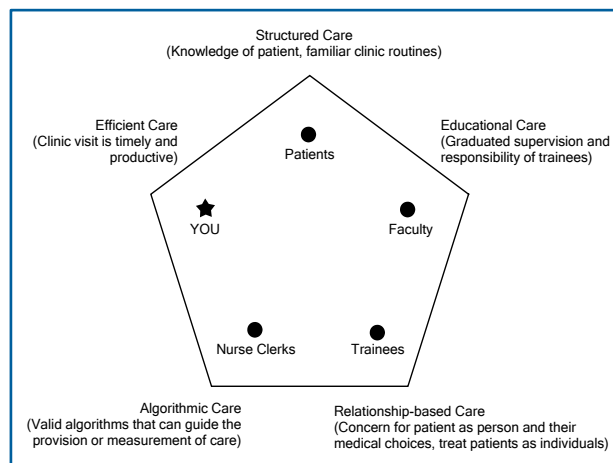 Structured Care
(Knowledge of patient, familiar clinic routines)
Efficient Care
(Clinic visit is timely and
productive)
Educational Care
(Graduated supervision and
responsibility of trainees)
Patients
YOU
Faculty
Nurse Clerks
Trainees
Algorithmic Care
(Valid algorithms that can guide the
provision or measurement of care)
Relationship-based Care
(Concern for patient as person and their
medical choices, treat patients as individuals)